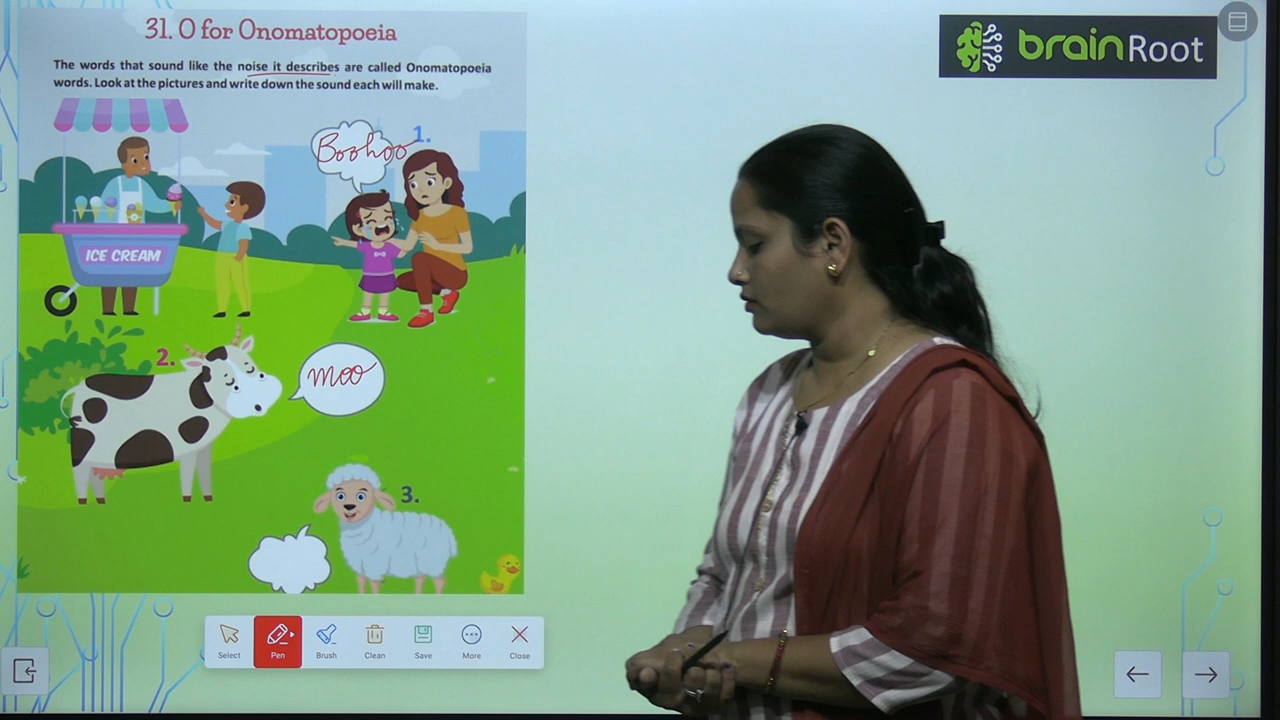 31. O for Onomatopoeia
The words that sound like the noise it describes are called Onomatopoeia
words. Look at the pictures and write down the sound each will make.
brainRoot
Boohoo
1.
ICE CREAM
2.
moo
3.
Select
Pen
Brush
Clean
Save
More
Close